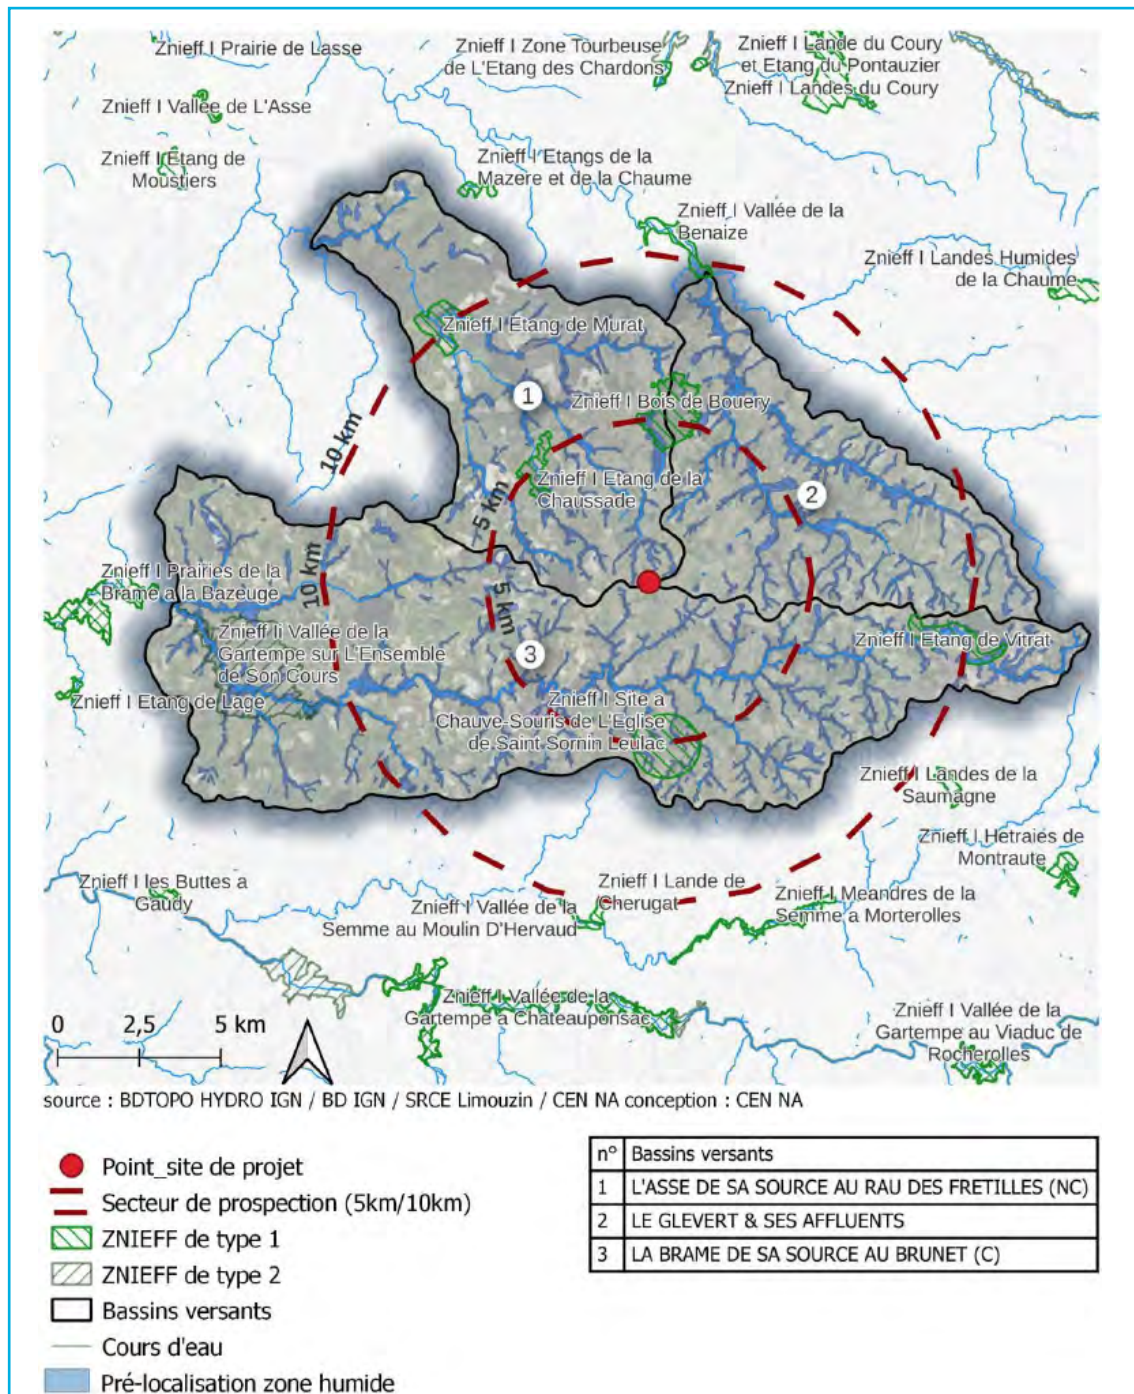 Znieff I Prairie de Lasse
Znieff I Zone Tourbeuse
de L'Etang des Chardons
Znieff I Lande du Coury
et Etang du Pontauzier
Znieff I Landes du Coury
Znieff I Vallée de L'Asse
Znieff I Etang de
Moustiers
Znieff I Etangs de la
Mazere et de la Chaume
Znieff I Vallée de la
Benaize
Znieff I Landes Humides
de la Chaume
Znieff I Etang de Murat
1
Znieff I Bois de Bouery
10 km
Znieff I Etang de la
Chaussade
2
5 km
Znieff I Prairies de la
Brame a la Bazeuge
10 km
5 km
Znieff Ii Vallée de la
Gartempe sur L'Ensemble
de Son Cours
3
Znieff I Etang de Vitrat
Znieff I Etang de Lage
Znieff I Site a
Chauve-Souris de L'Eglise
de Saint-Sornin Leulac
Znieff I Landes de la
Saumagne
Znieff I Hetraies de
Montraute
Znieff I les Buttes a
Gaudy
Znieff I Vallée de la
Semme au Moulin D'Hervaud
Znieff I Lande de
Cherugat
Znieff I Meandres de la
Semme a Morterolles
Znieff I Vallée de la
Gartempe a Chateauponsac
Znieff I Vallée de la
Gartempe au Viaduc de
Rocherolles
0 2,5 5 km
source : BDTOPO HYDRO IGN / BD IGN / SRCE Limouzin / CEN NA conception : CEN NA
Point_site de projet
Secteur de prospection (5km/10km)
ZNIEFF de type 1
ZNIEFF de type 2
Bassins versants
Cours d'eau
Pré-localisation zone humide
n° Bassins versants
1 L'ASSE DE SA SOURCE AU RAU DES FRETILLES (NC)
2 LE GLEVERT & SES AFFLUENTS
3 LA BRAME DE SA SOURCE AU BRUNET (C)